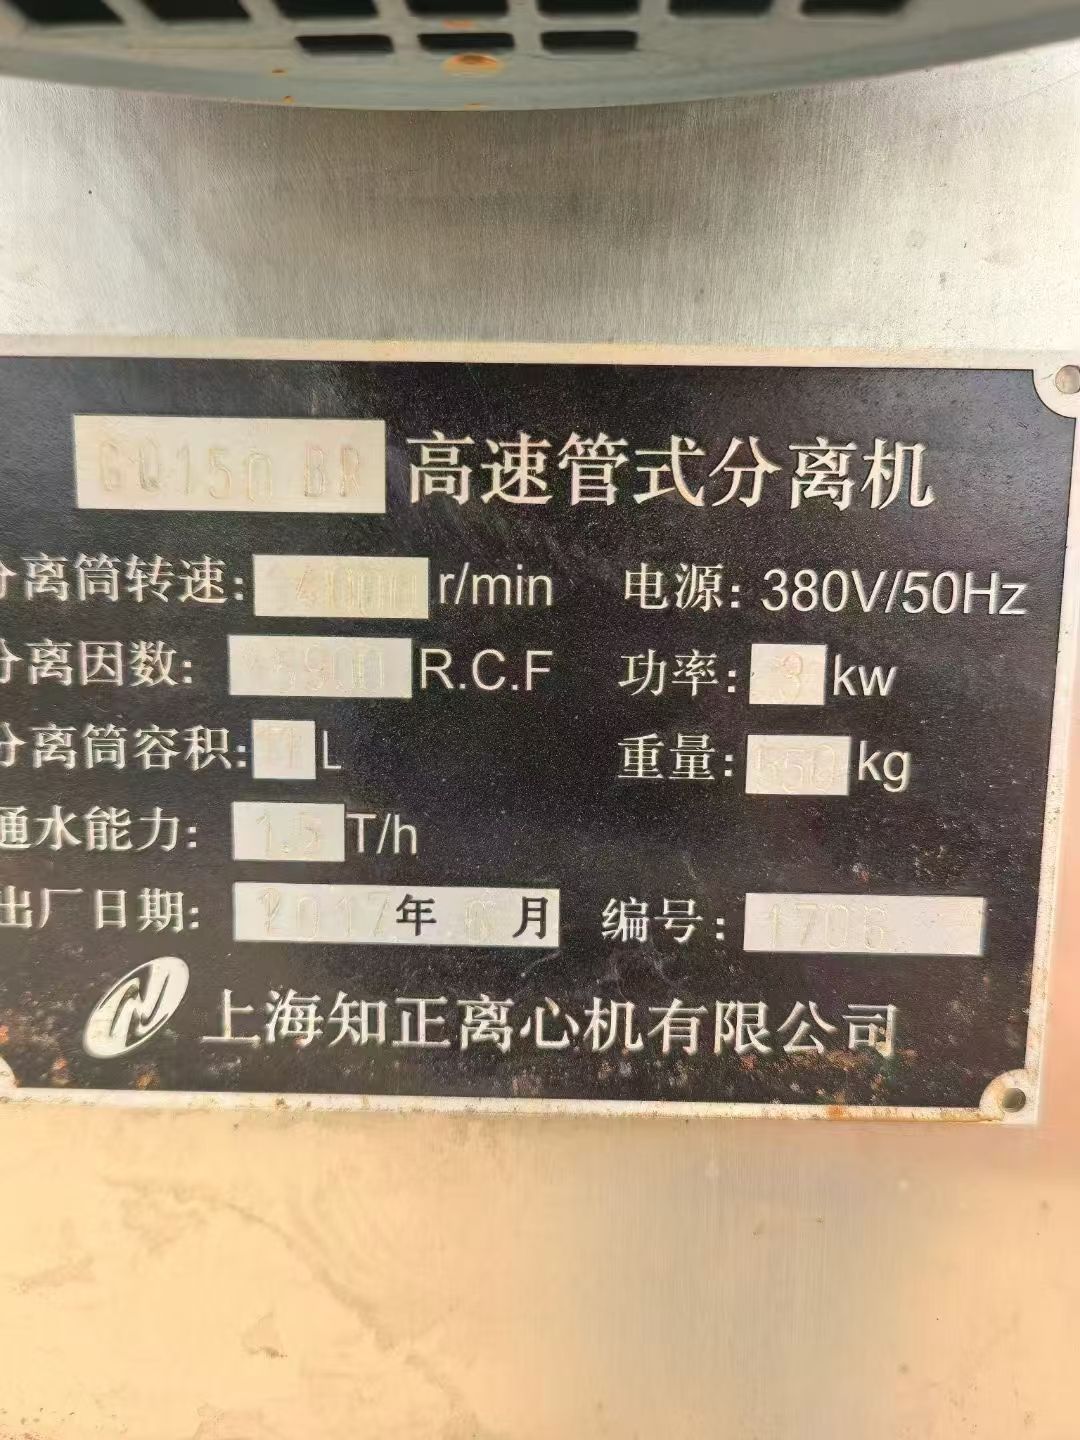 GQ150 BR 高速管式分离机
分离筒转速: r/min 电源: 380V/50Hz
分离因数: R.C.F 功率: 3 kw
分离筒容积: L 重量: 550 kg
通水能力: 1.5 T/h
出厂日期: 2017年 6月 编号:
上海知正离心机有限公司